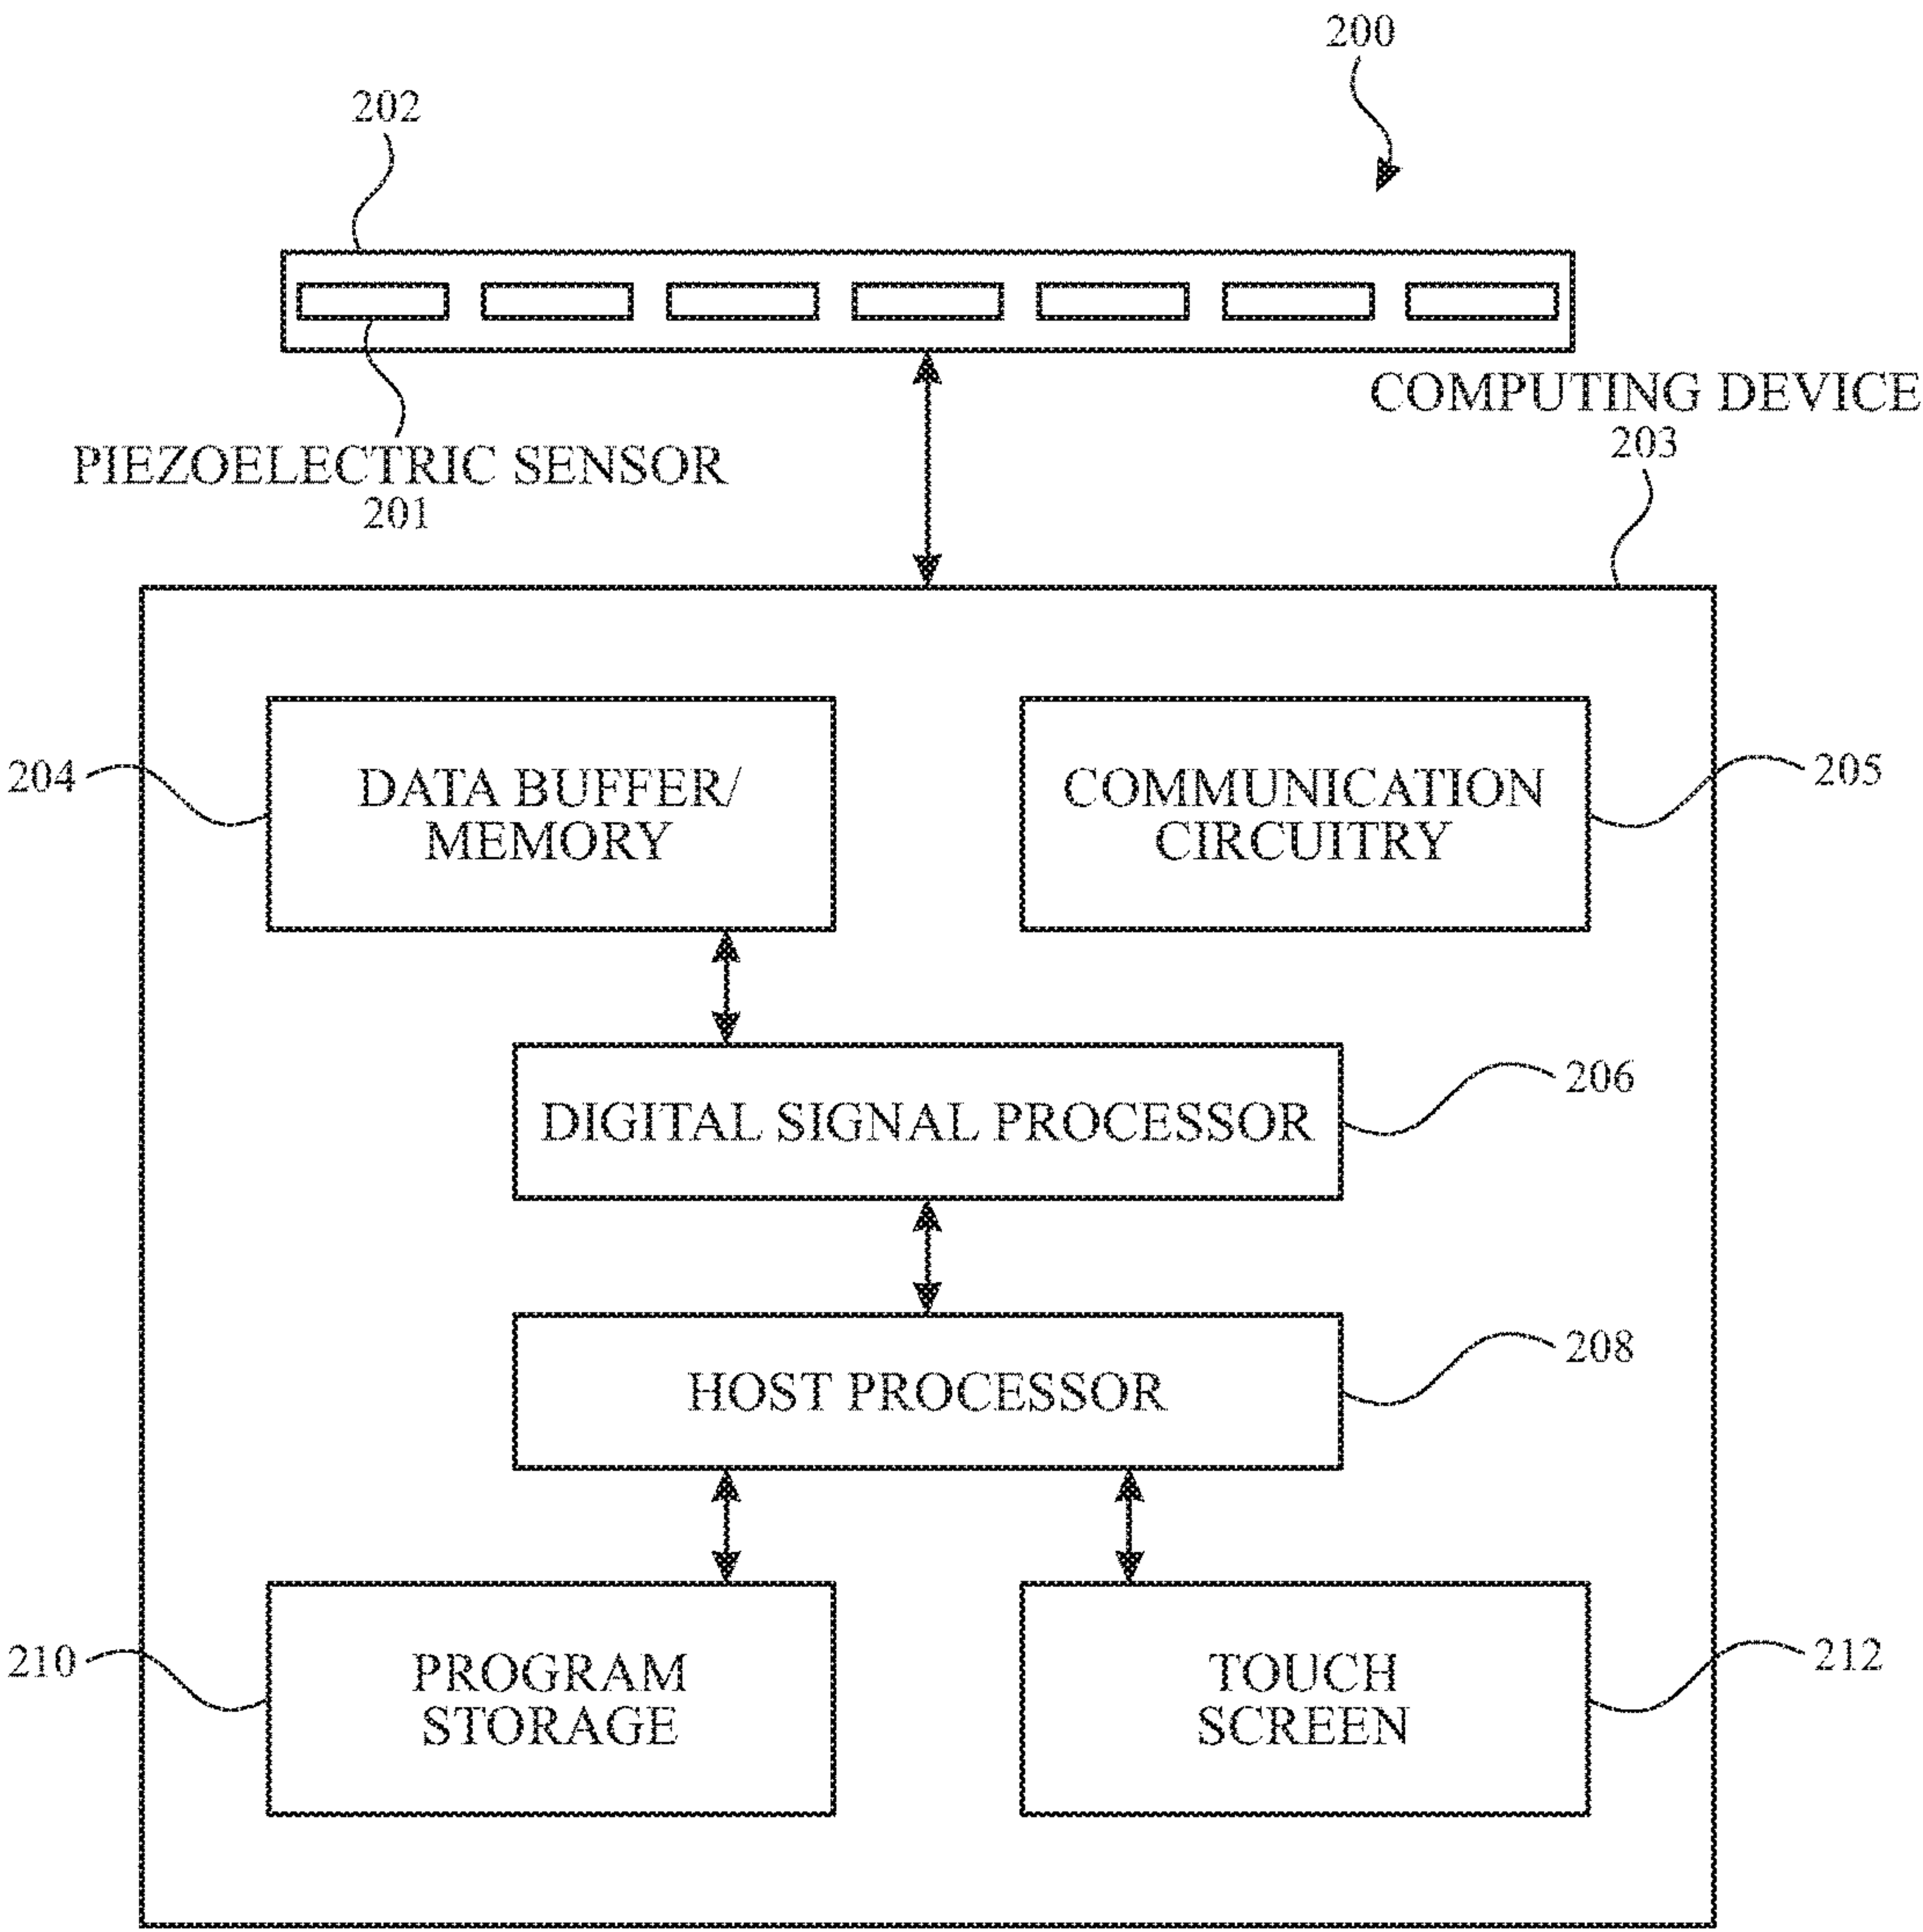 200
202
COMPUTING DEVICE
203
PIEZOELECTRIC SENSOR
201
204
DATA BUFFER/
MEMORY
COMMUNICATION
CIRCUITRY
205
DIGITAL SIGNAL PROCESSOR
206
HOST PROCESSOR
208
210
PROGRAM
STORAGE
TOUCH
SCREEN
212